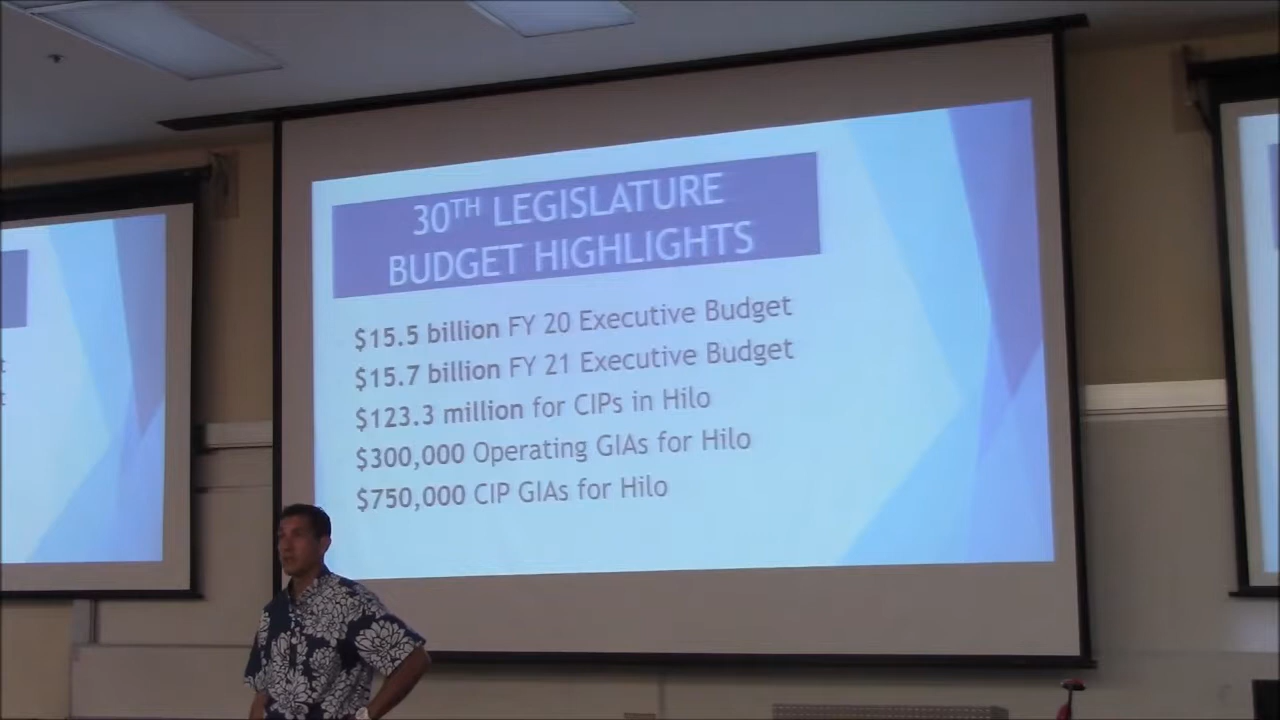 30TH LEGISLATURE
BUDGET HIGHLIGHTS
$15.5 billion FY 20 Executive Budget
$15.7 billion FY 21 Executive Budget
$123.3 million for CIPs in Hilo
$300,000 Operating GIAs for Hilo
$750,000 CIP GIAs for Hilo